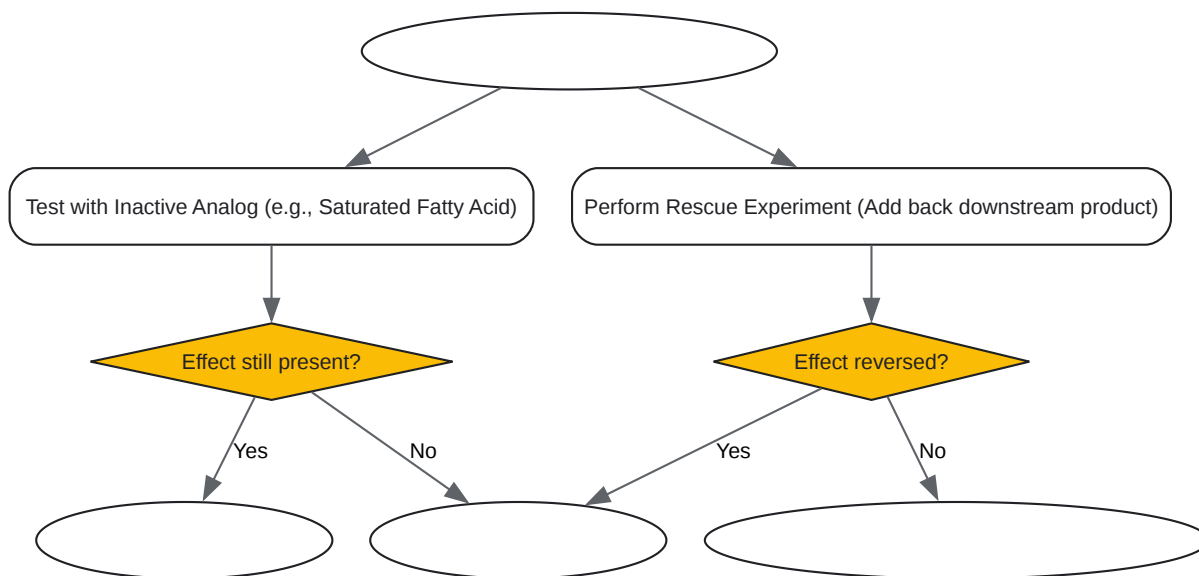 Test with Inactive Analog (e.g., Saturated Fatty Acid)
Perform Rescue Experiment (Add back downstream product)
Effect still present?
Effect reversed?
Yes
No
Yes
No